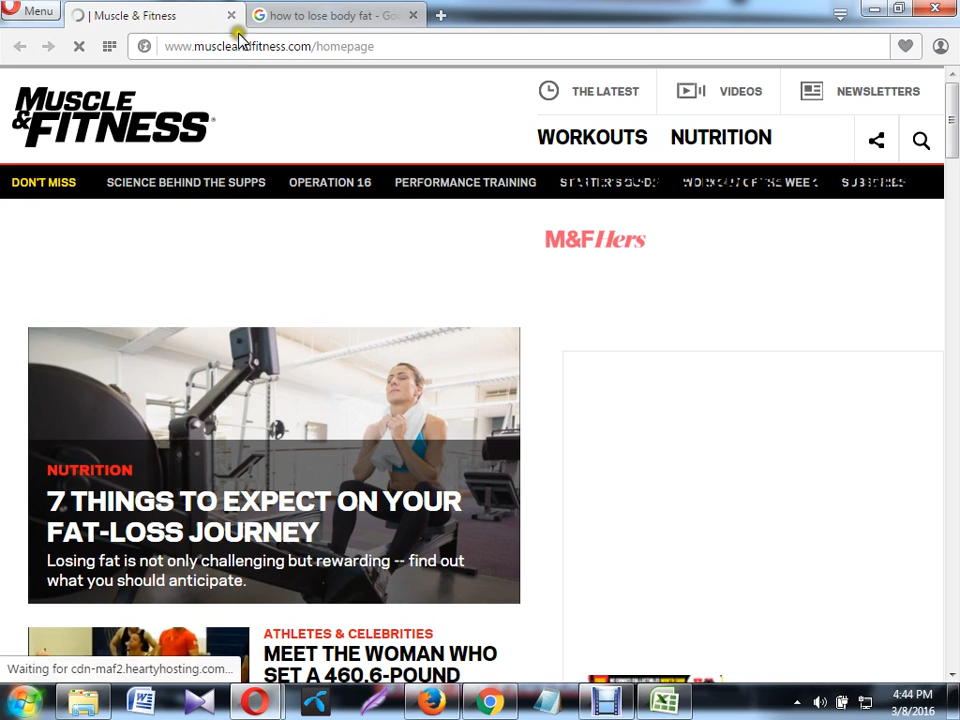 Menu
| Muscle & Fitness
how to lose body fat - Goo
www.muscleandfitness.com/homepage
MUSCLE
& FITNESS
THE LATEST
VIDEOS
NEWSLETTERS
WORKOUTS
NUTRITION
DON'T MISS
SCIENCE BEHIND THE SUPPS
OPERATION 16
PERFORMANCE TRAINING
M&F Hers
NUTRITION
7 THINGS TO EXPECT ON YOUR
FAT-LOSS JOURNEY
Losing fat is not only challenging but rewarding -- find out
what you should anticipate.
ATHLETES & CELEBRITIES
MEET THE WOMAN WHO
SET A 460.6-POUND
Waiting for cdn-maf2.heartyhosting.com...
4:44 PM
3/8/2016